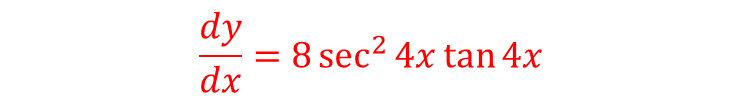 dy/dx = 8 sec² 4x tan 4x